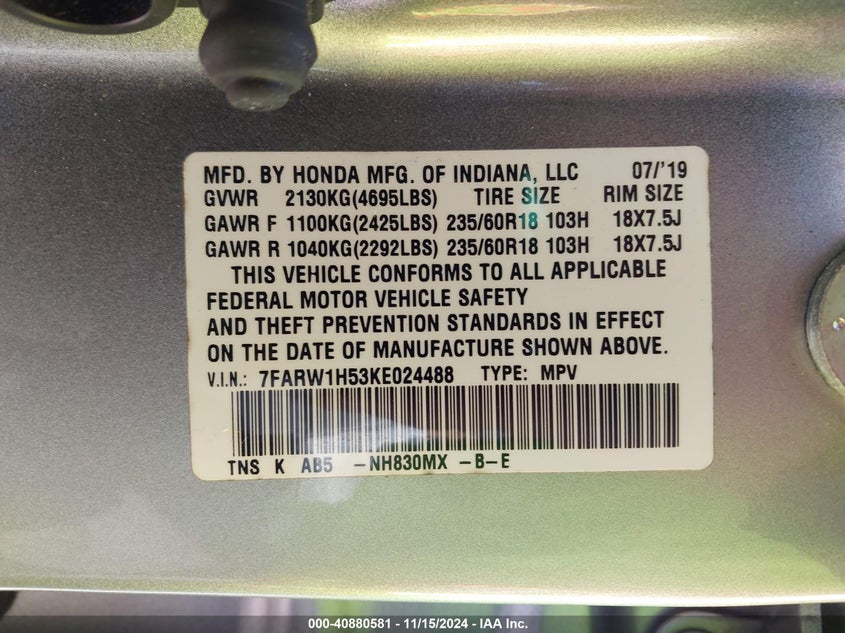 MFD. BY HONDA MFG. OF INDIANA, LLC 07/'19
GVWR 2130KG(4695LBS) TIRE SIZE RIM SIZE
GAWR F 1100KG(2425LBS) 235/60R18 103H 18X7.5J
GAWR R 1040KG(2292LBS) 235/60R18 103H 18X7.5J
THIS VEHICLE CONFORMS TO ALL APPLICABLE
FEDERAL MOTOR VEHICLE SAFETY
AND THEFT PREVENTION STANDARDS IN EFFECT
ON THE DATE OF MANUFACTURE SHOWN ABOVE.
V.I.N.: 7FARW1H53KE024488 TYPE: MPV
TNS K AB5 -NH830MX -B-E
000-40880581 - 11/15/2024 - IAA Inc.